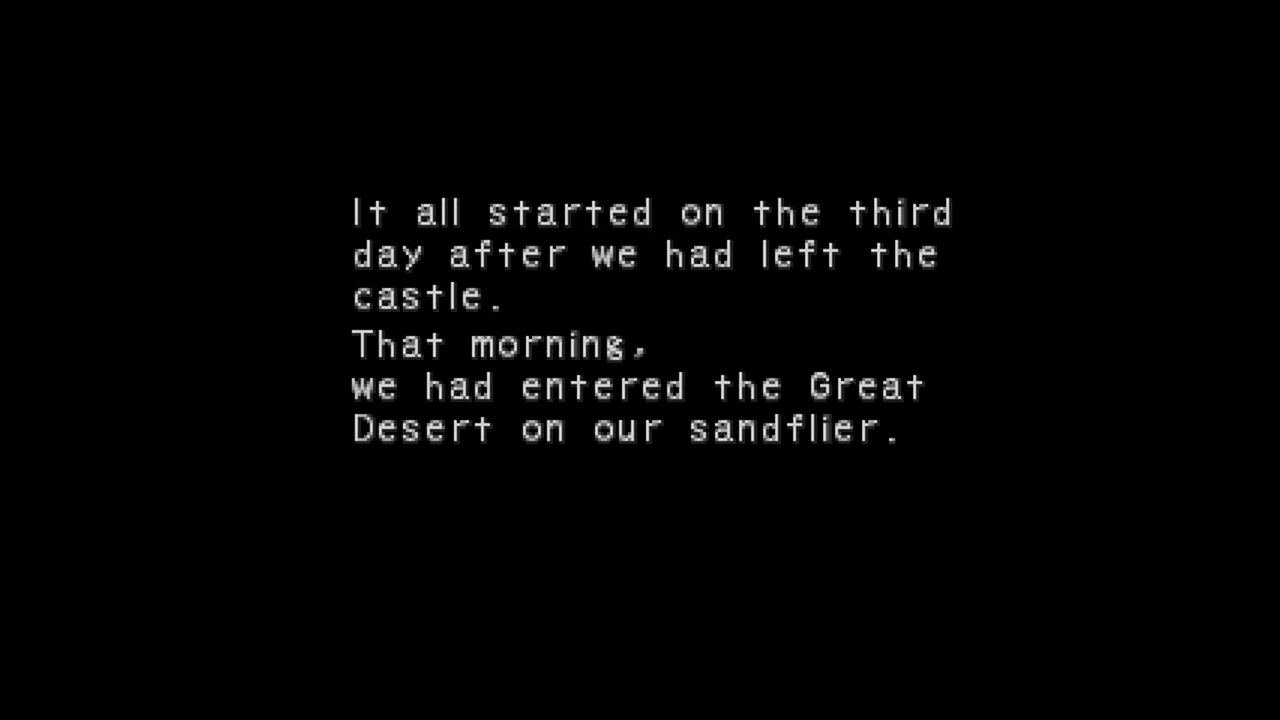 It all started on the third
day after we had left the
castle.
That morning,
we had entered the Great
Desert on our sandflier.